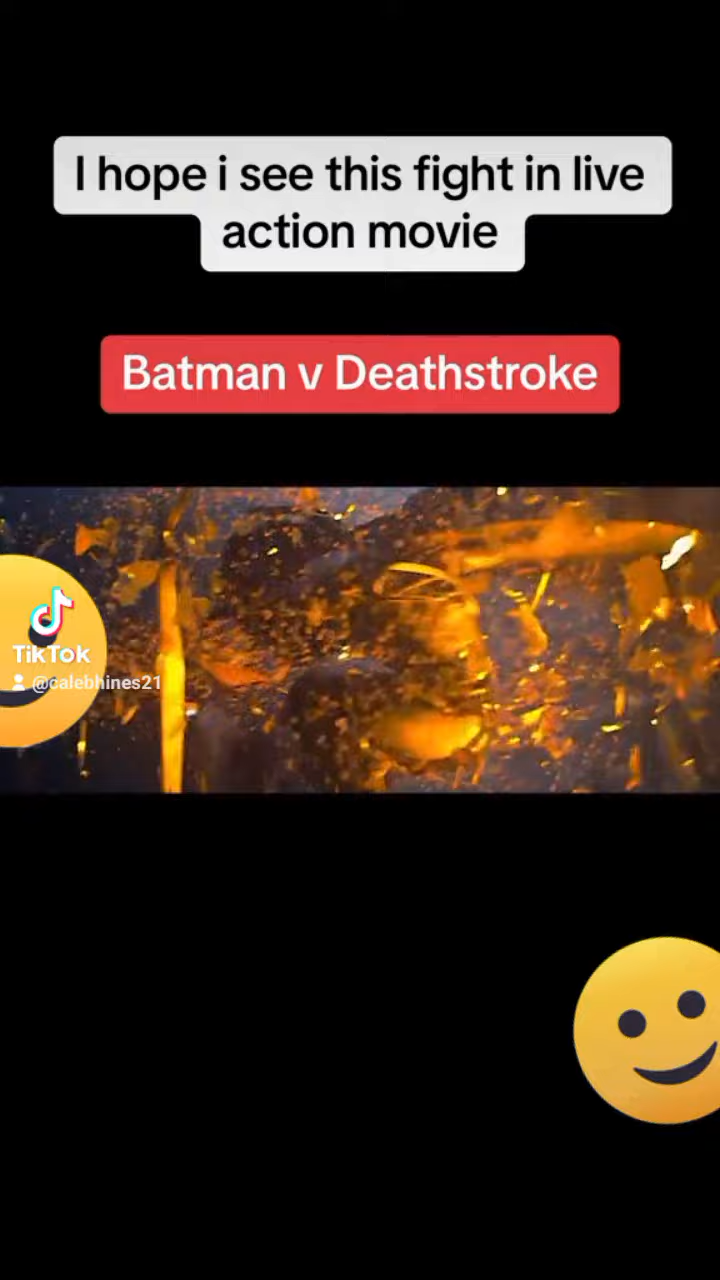 I hope i see this fight in live
action movie
Batman v Deathstroke
TikTok
@calebhines21